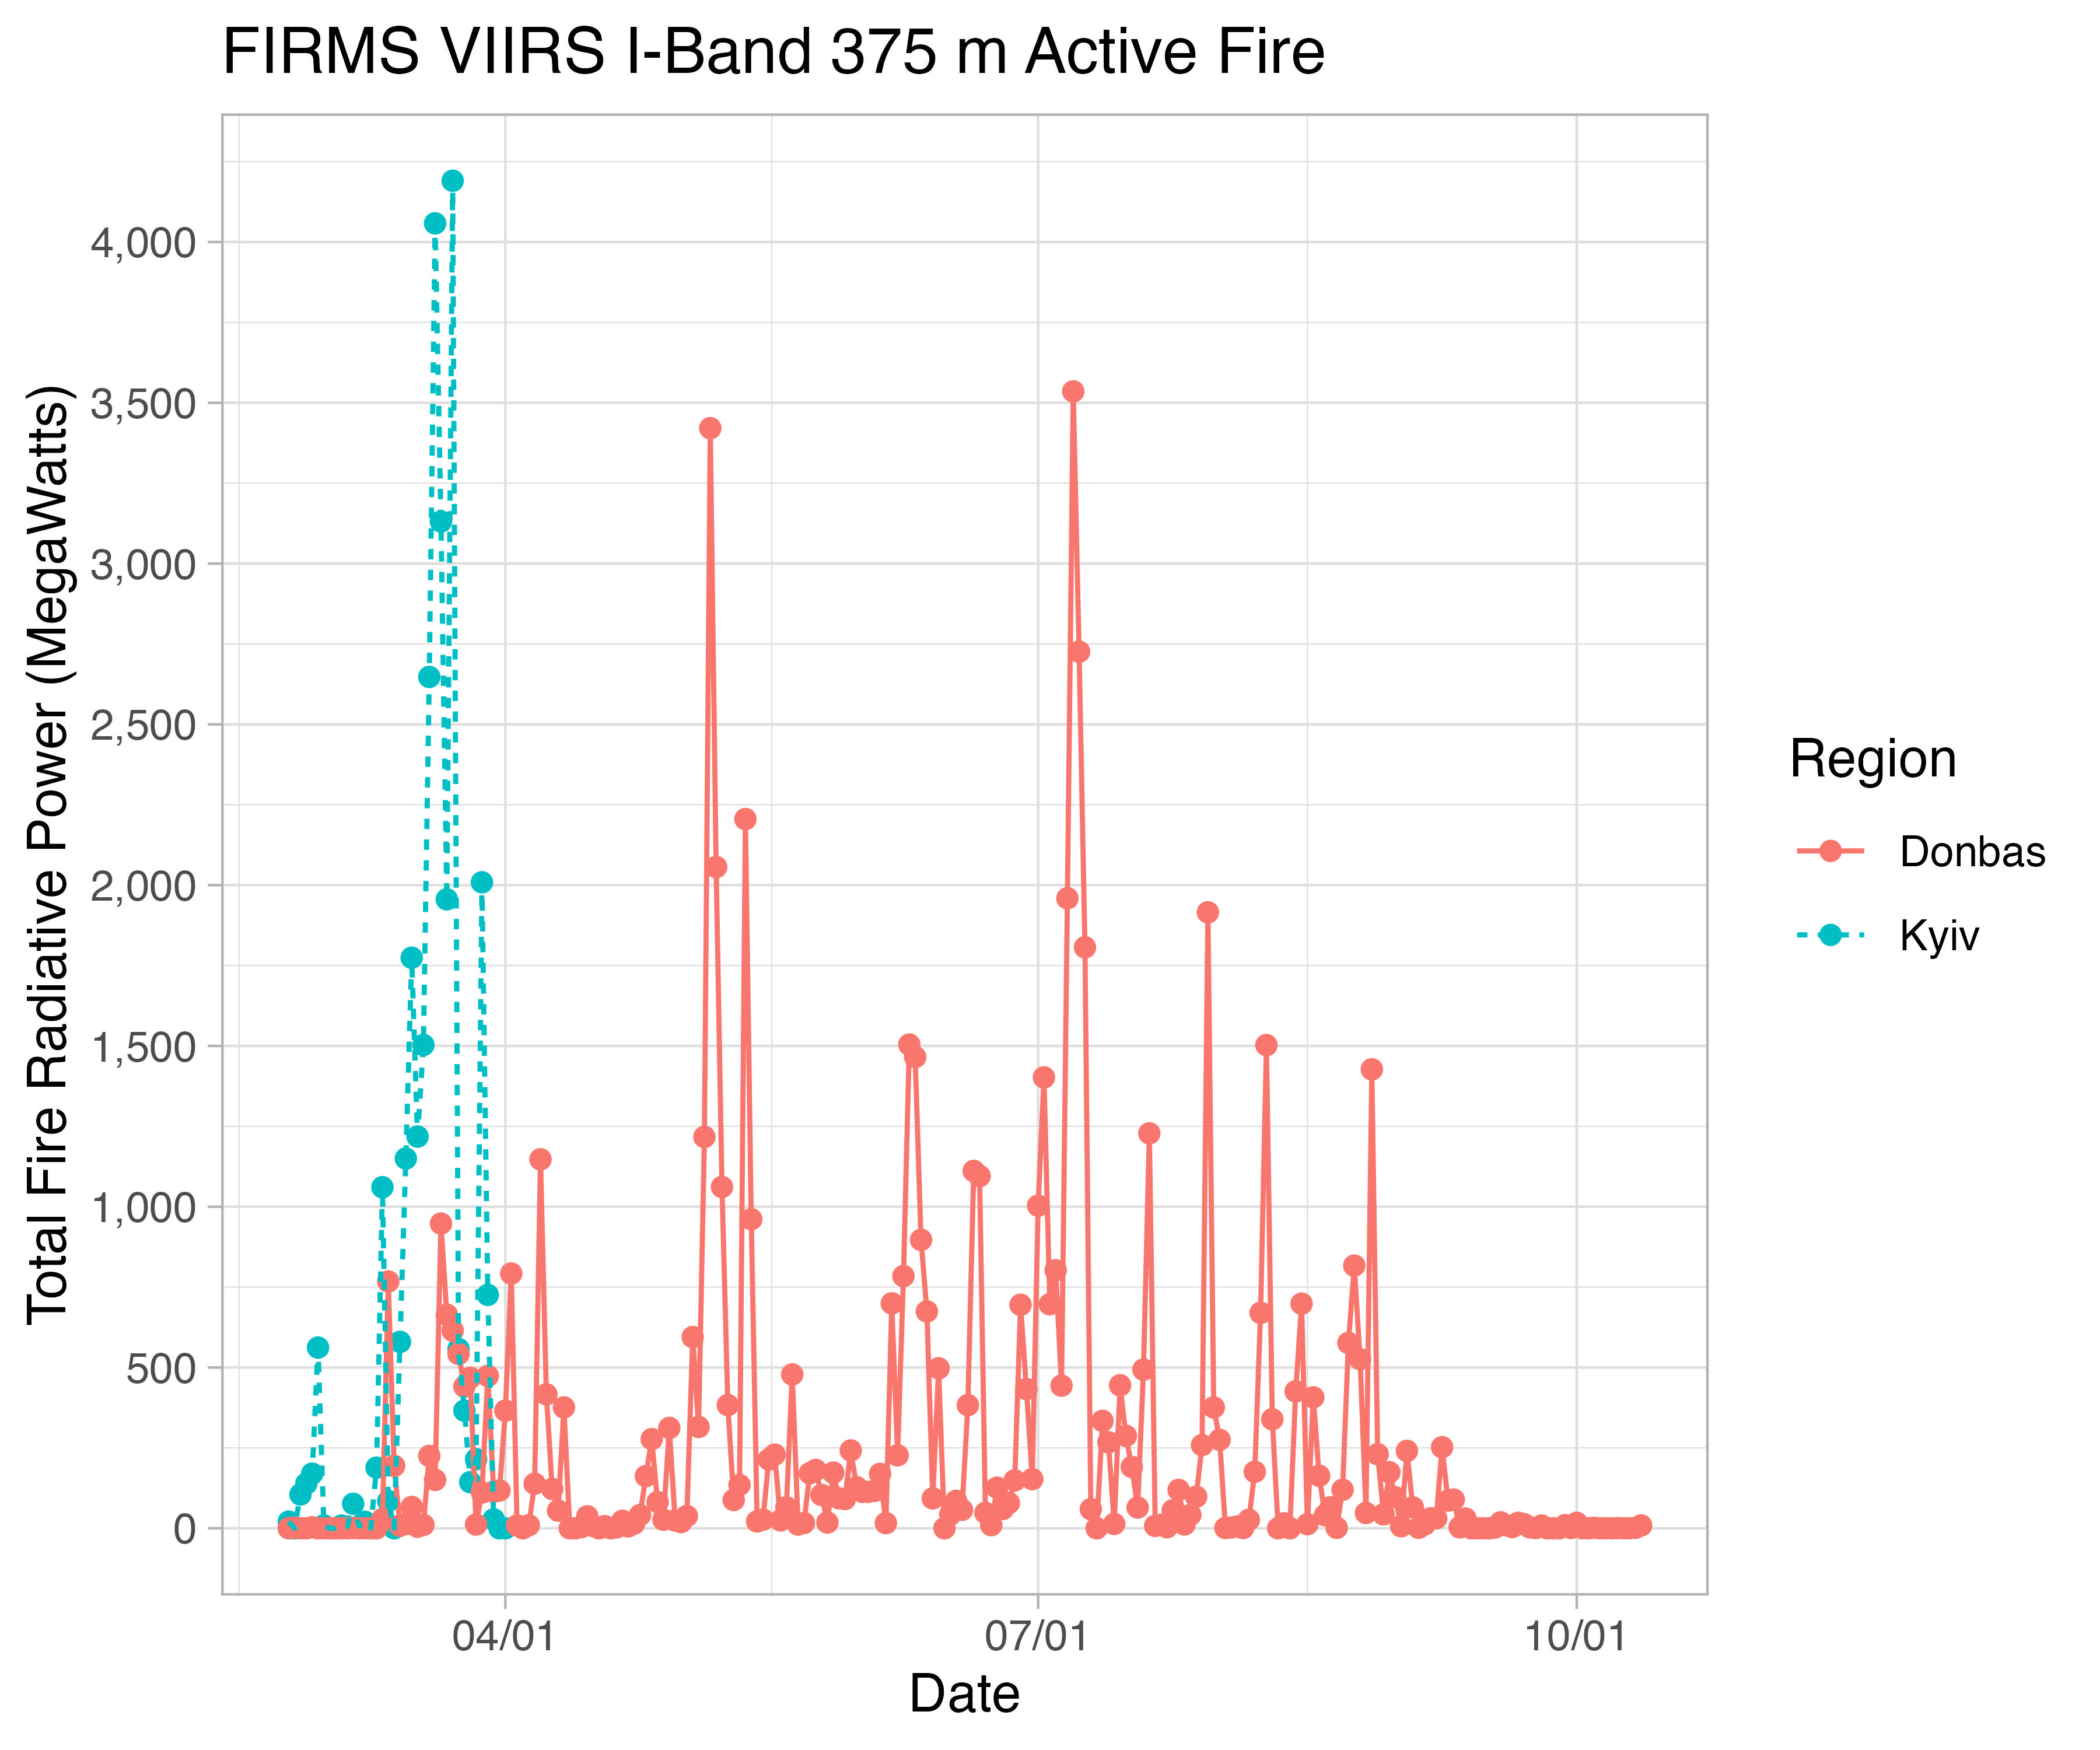 FIRMS VIIRS I-Band 375 m Active Fire
Total Fire Radiative Power (MegaWatts)
4,000
3,500
3,000
2,500
2,000
1,500
1,000
500
0
04/01
07/01
10/01
Date
Region
Donbas
Kyiv